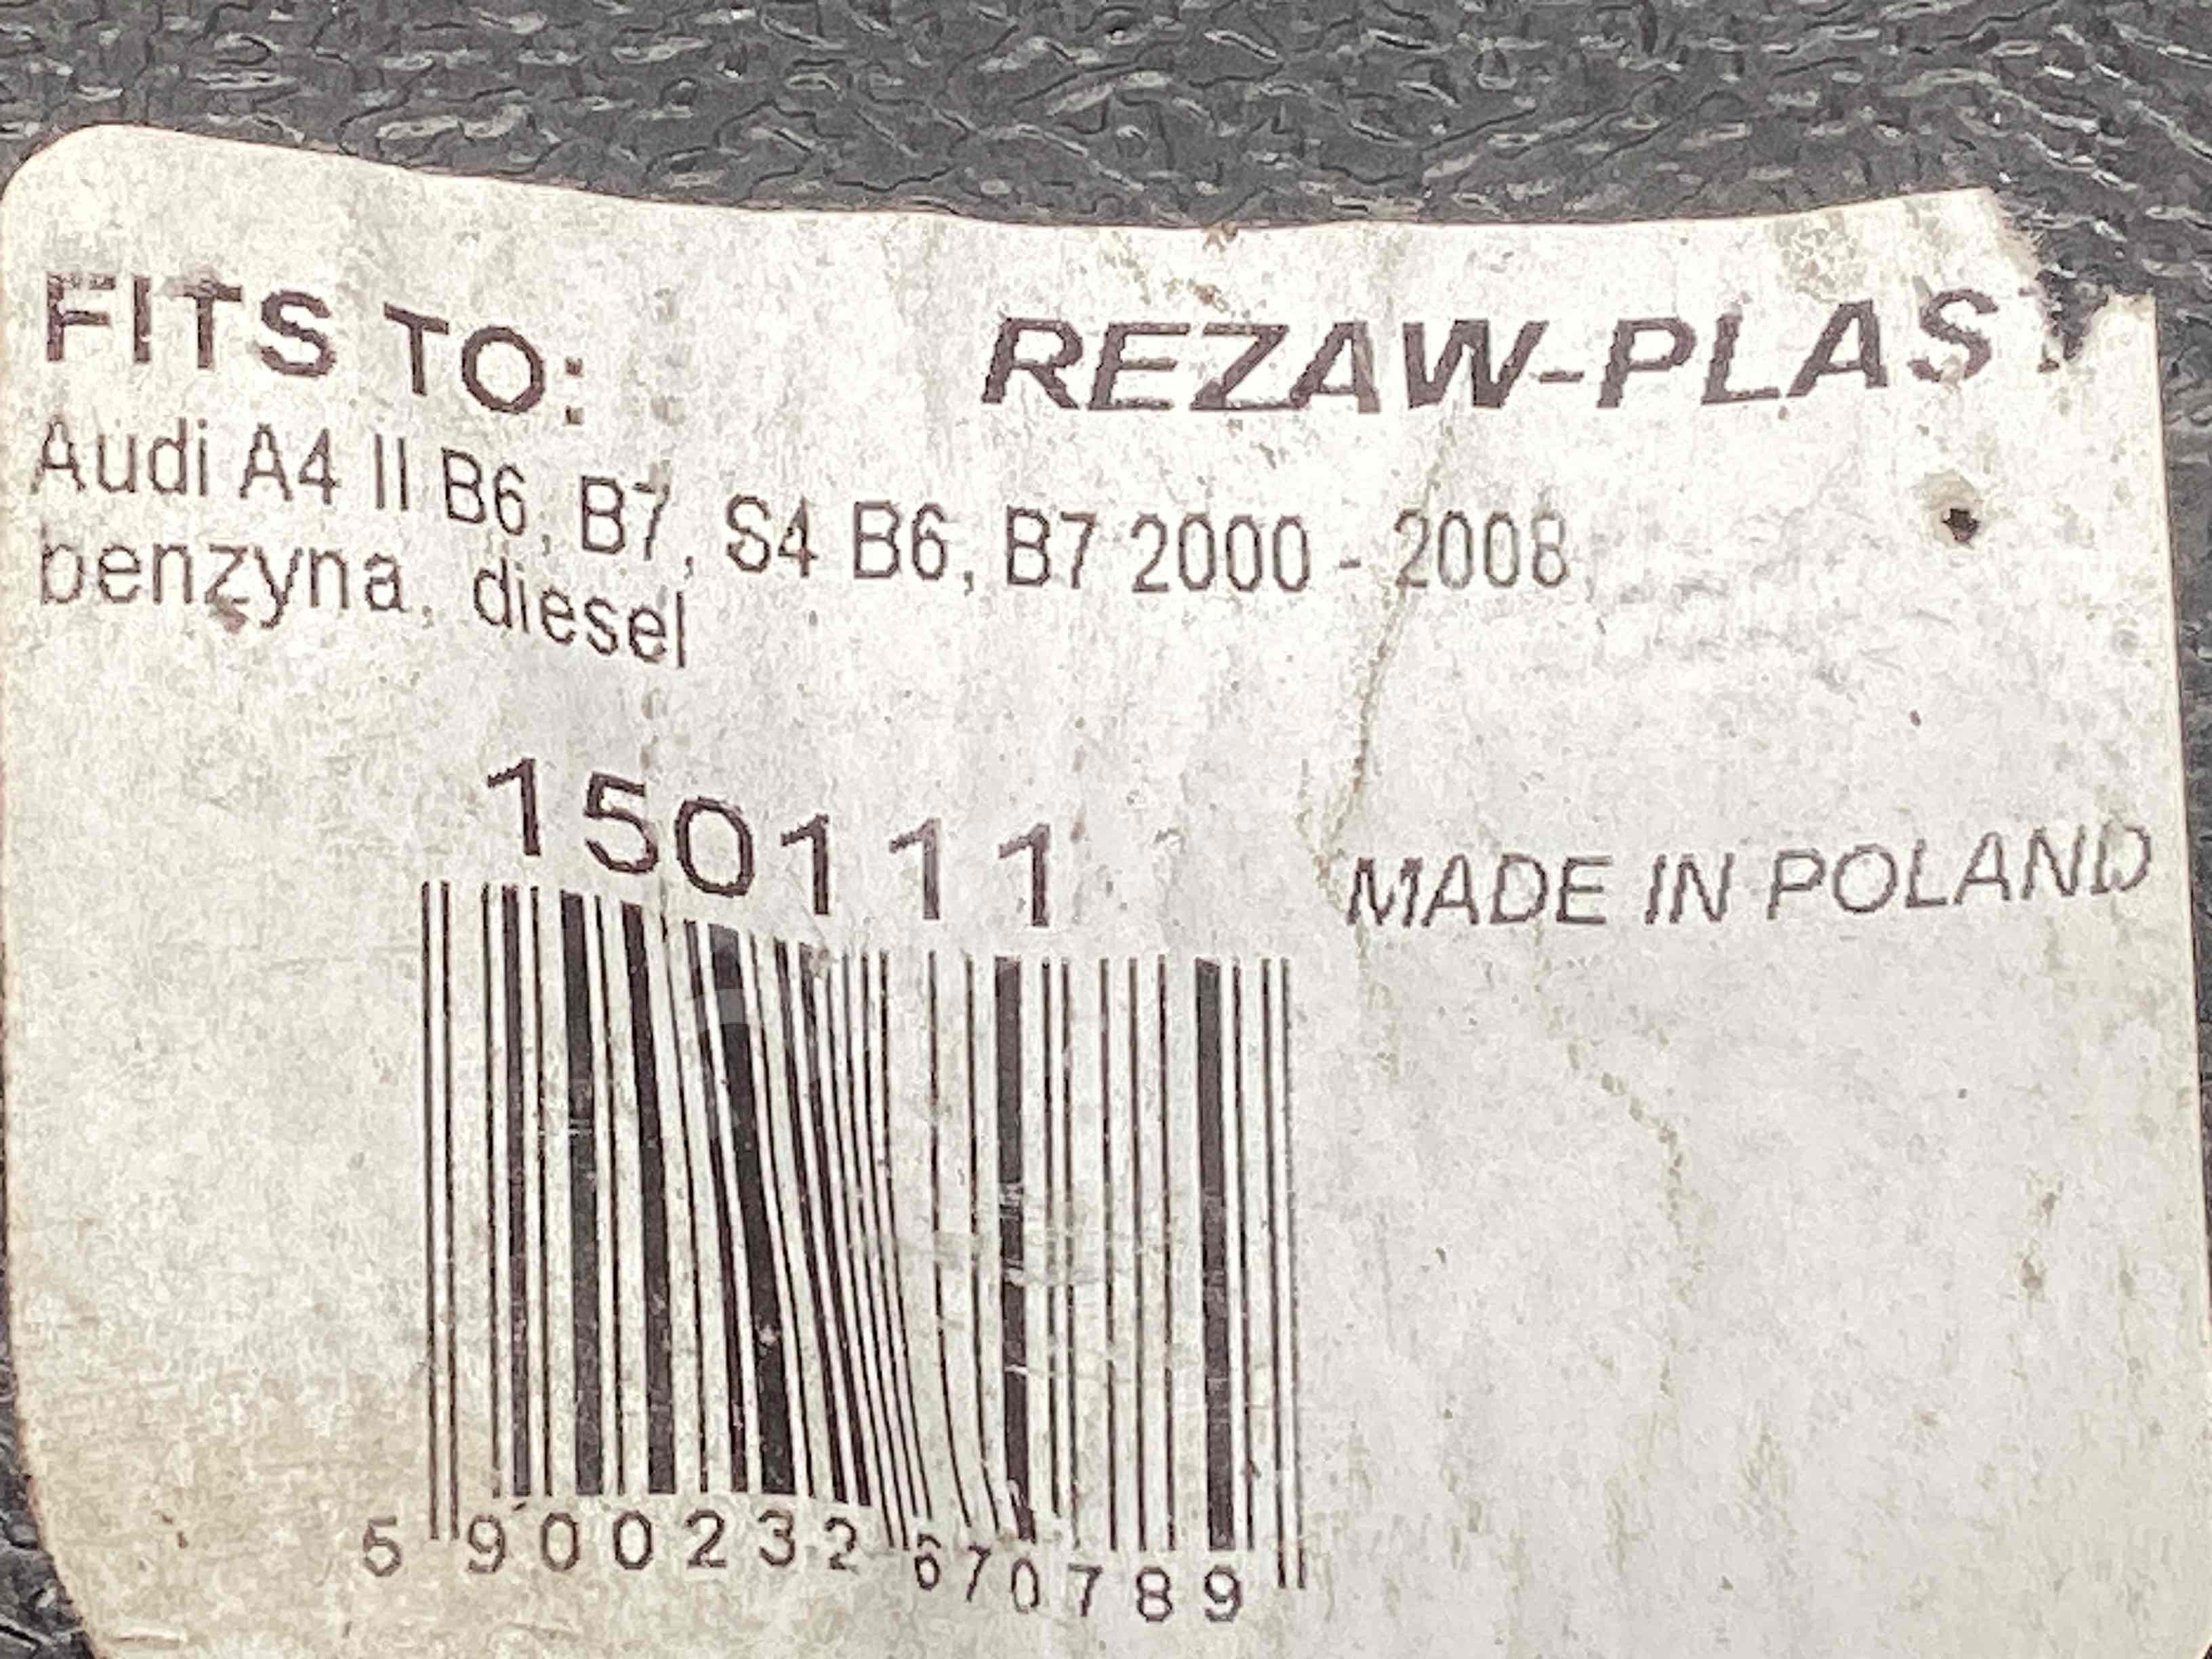 FITS TO:
REZAW-PLAST
Audi A4 II B6, B7, S4 B6, B7 2000 - 2008
benzyna, diesel
150111
MADE IN POLAND
5 900232 670789